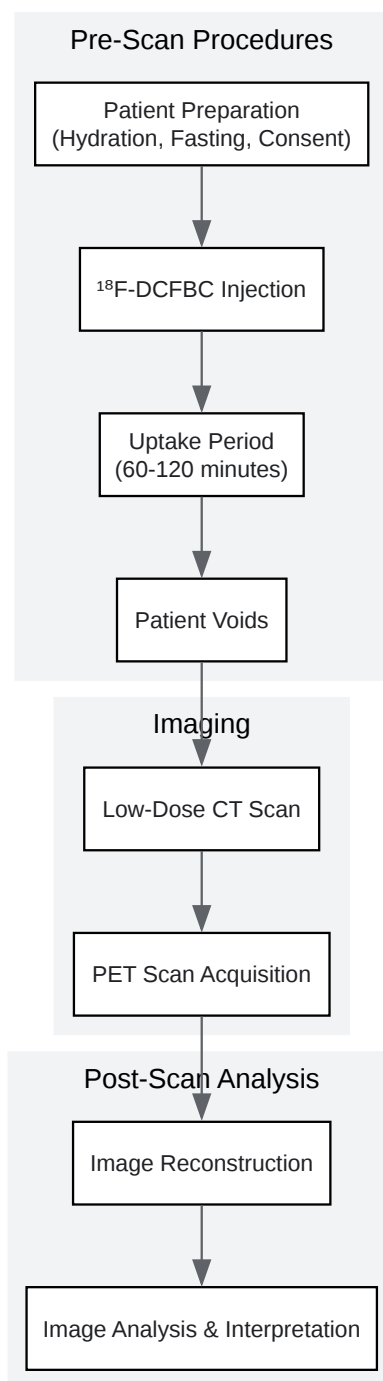 Pre-Scan Procedures
Patient Preparation
(Hydration, Fasting, Consent)
¹⁸F-DCFBC Injection
Uptake Period
(60-120 minutes)
Patient Voids
Imaging
Low-Dose CT Scan
PET Scan Acquisition
Post-Scan Analysis
Image Reconstruction
Image Analysis & Interpretation